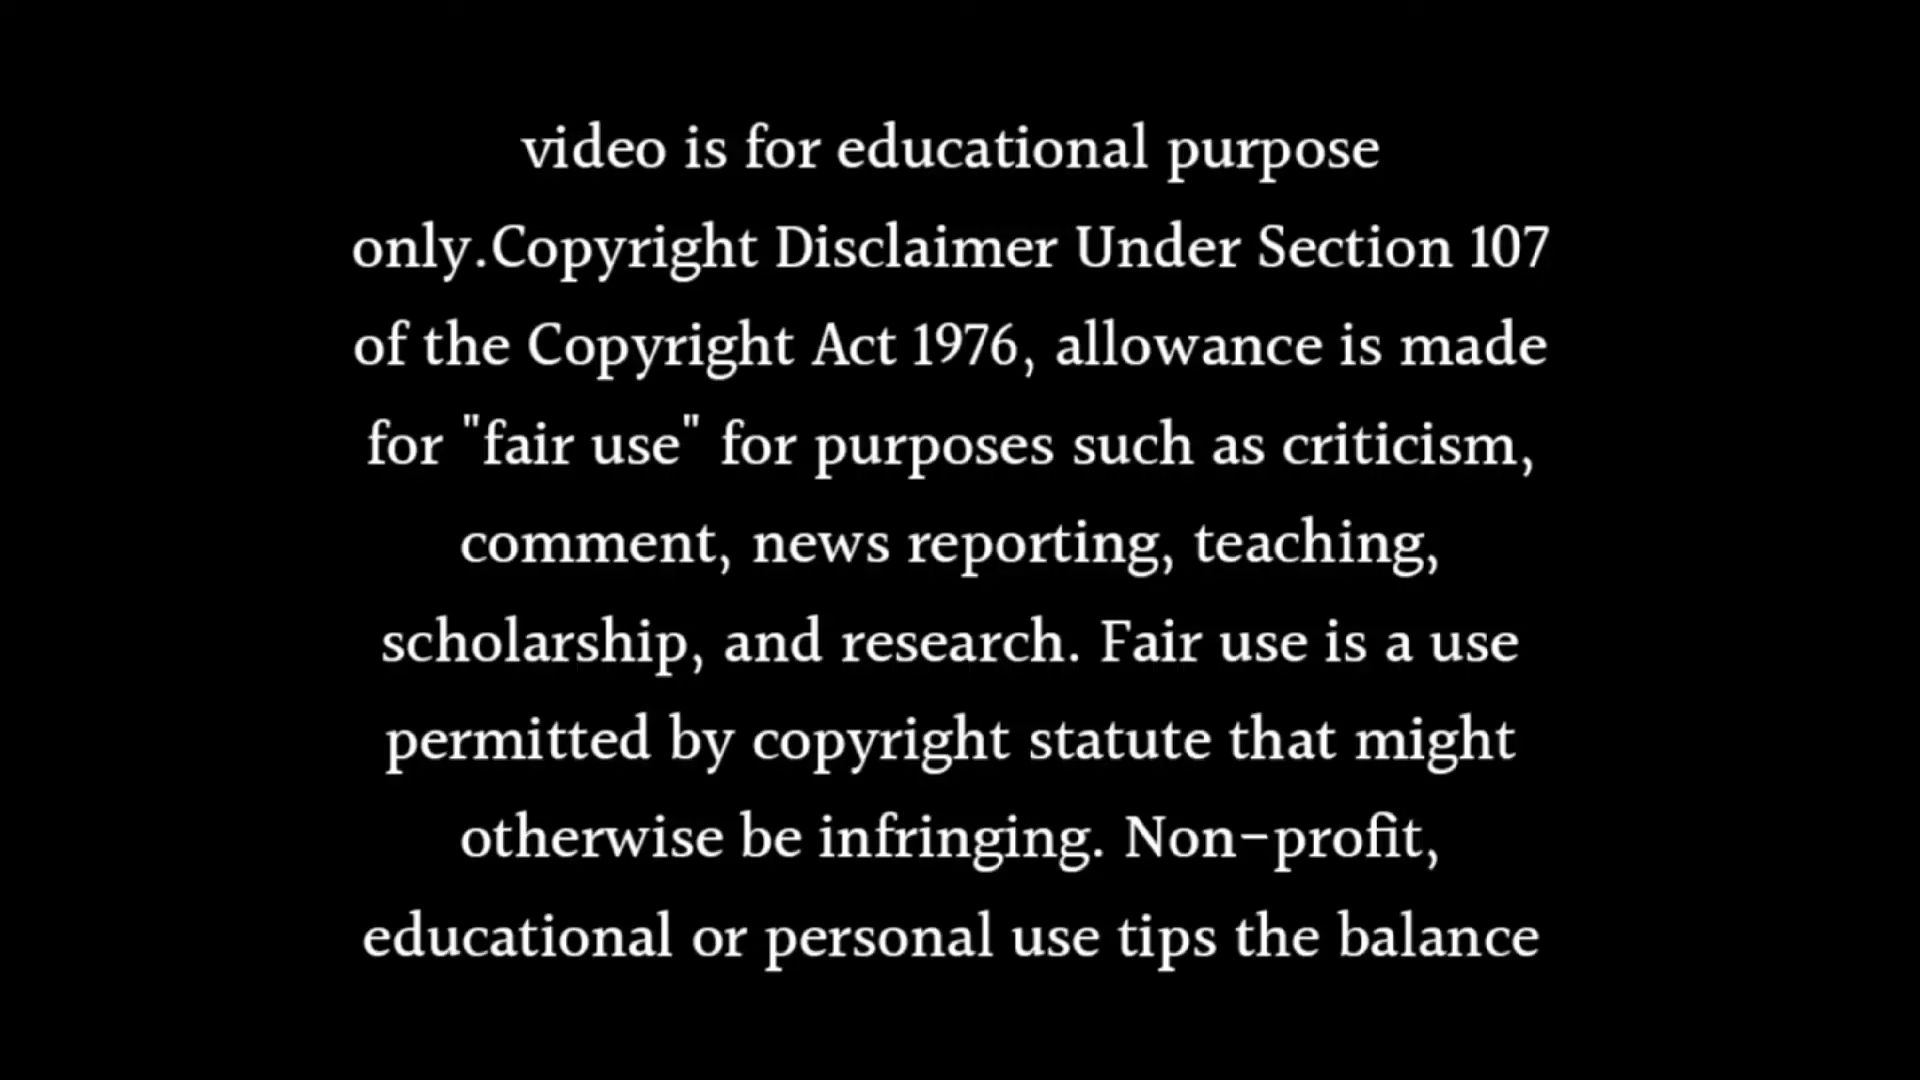 video is for educational purpose
only.Copyright Disclaimer Under Section 107
of the Copyright Act 1976, allowance is made
for "fair use" for purposes such as criticism,
comment, news reporting, teaching,
scholarship, and research. Fair use is a use
permitted by copyright statute that might
otherwise be infringing. Non-profit,
educational or personal use tips the balance